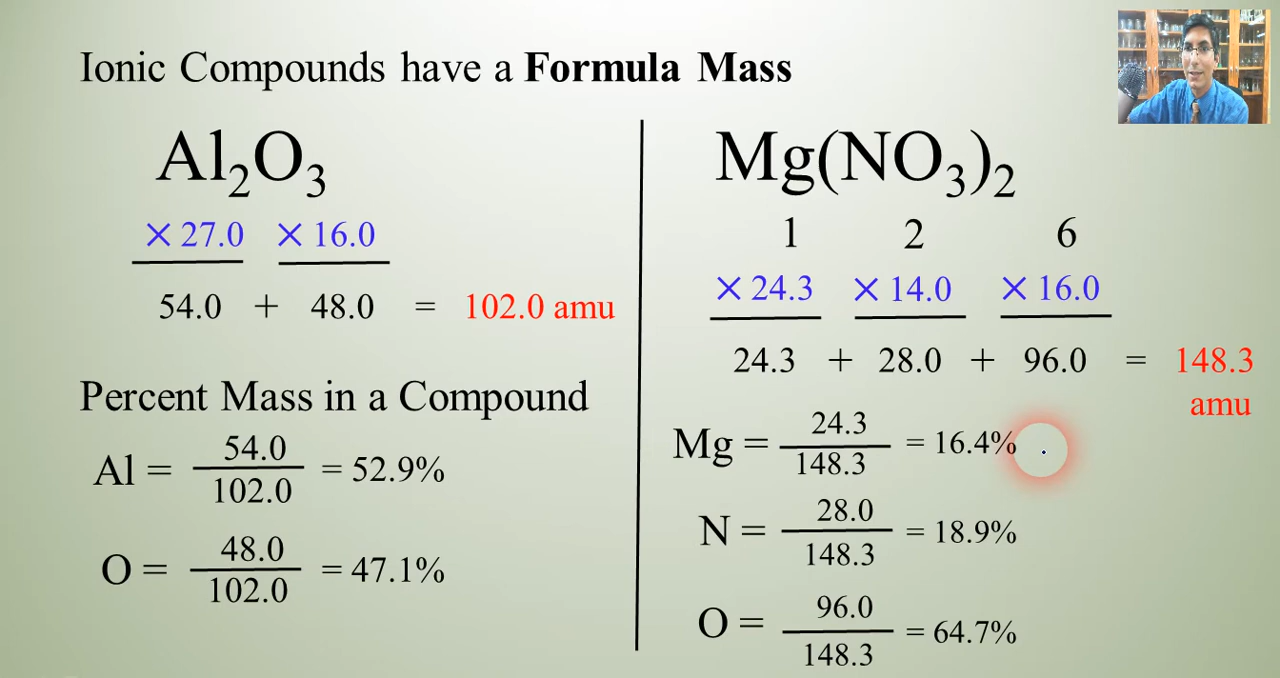 Ionic Compounds have a Formula Mass
Al₂O₃
× 27.0 × 16.0
54.0 + 48.0 = 102.0 amu
Percent Mass in a Compound
Al = 54.0 / 102.0 = 52.9%
O = 48.0 / 102.0 = 47.1%
Mg(NO₃)₂
1 2 6
× 24.3 × 14.0 × 16.0
24.3 + 28.0 + 96.0 = 148.3
amu
Mg = 24.3 / 148.3 = 16.4%
N = 28.0 / 148.3 = 18.9%
O = 96.0 / 148.3 = 64.7%